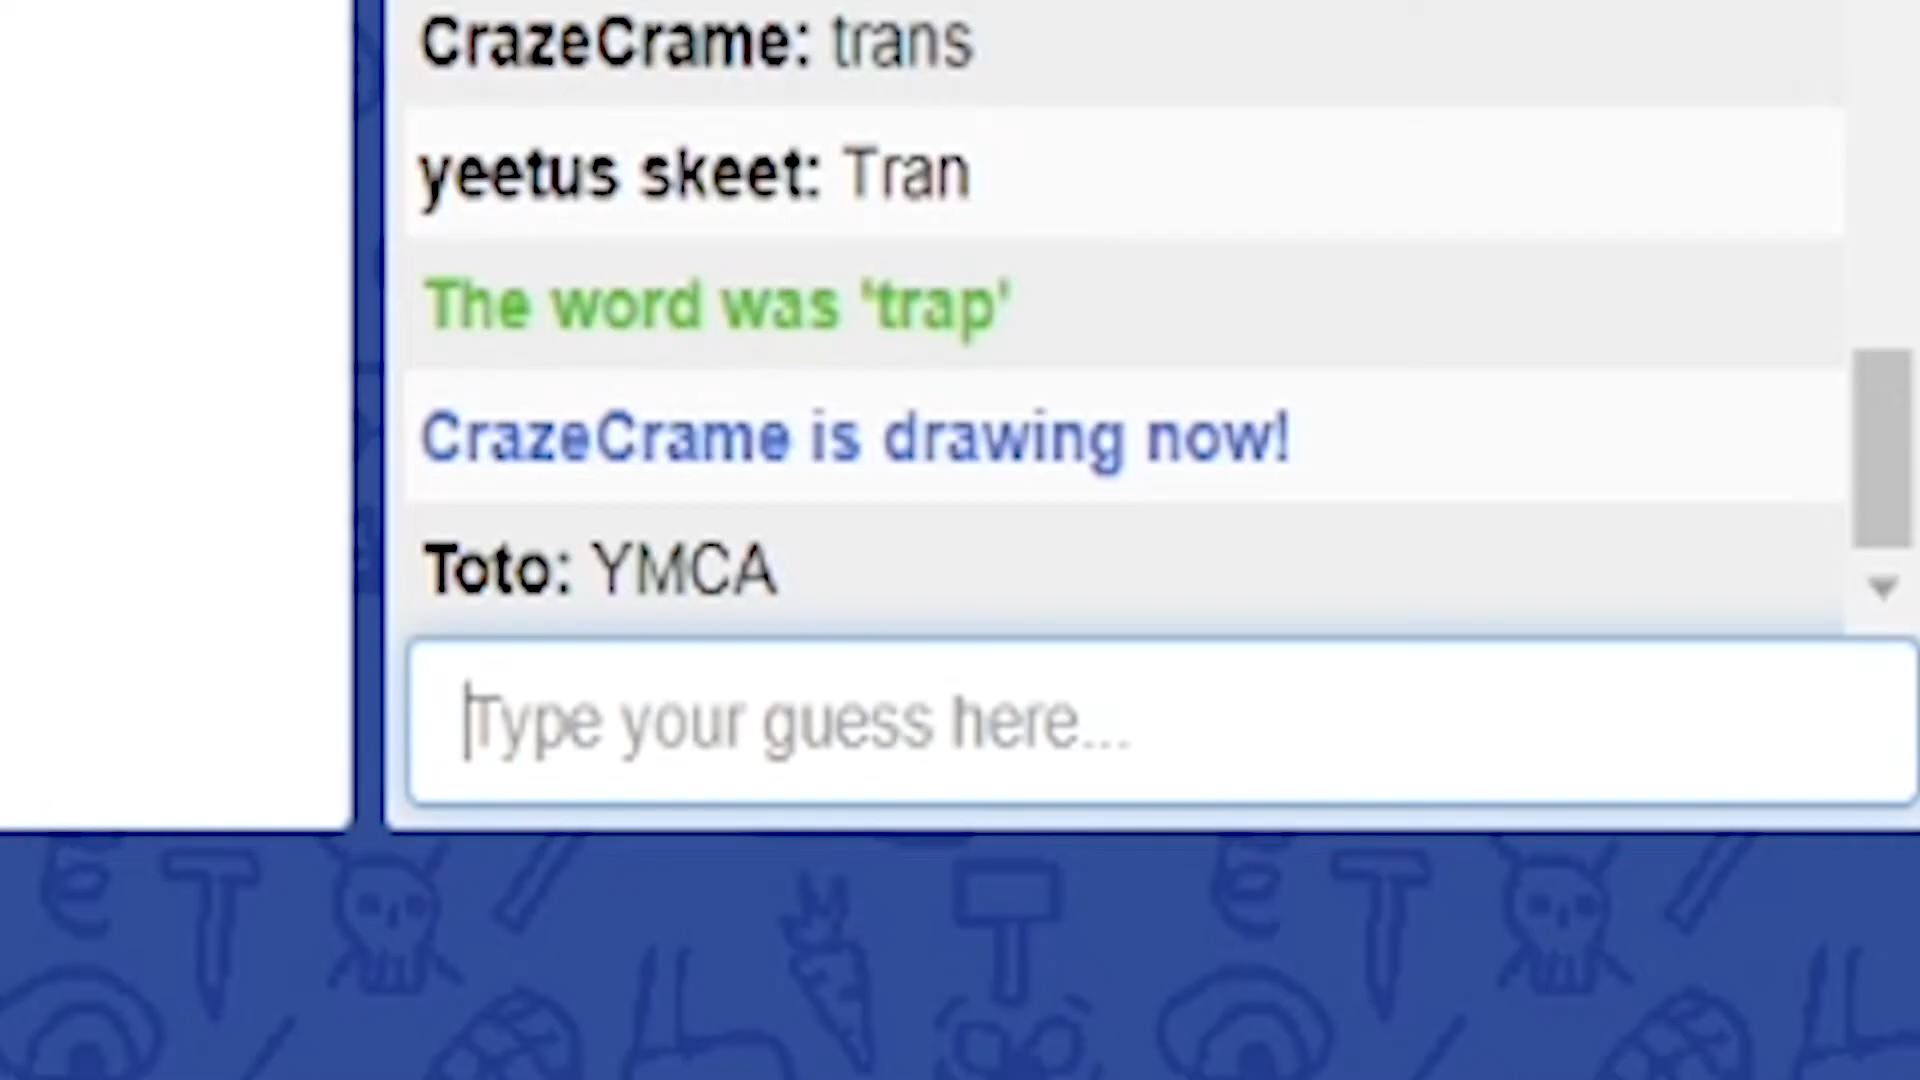 CrazeCrame: trans
yeetus skeet: Tran
The word was 'trap'
CrazeCrame is drawing now!
Toto: YMCA
Type your guess here...